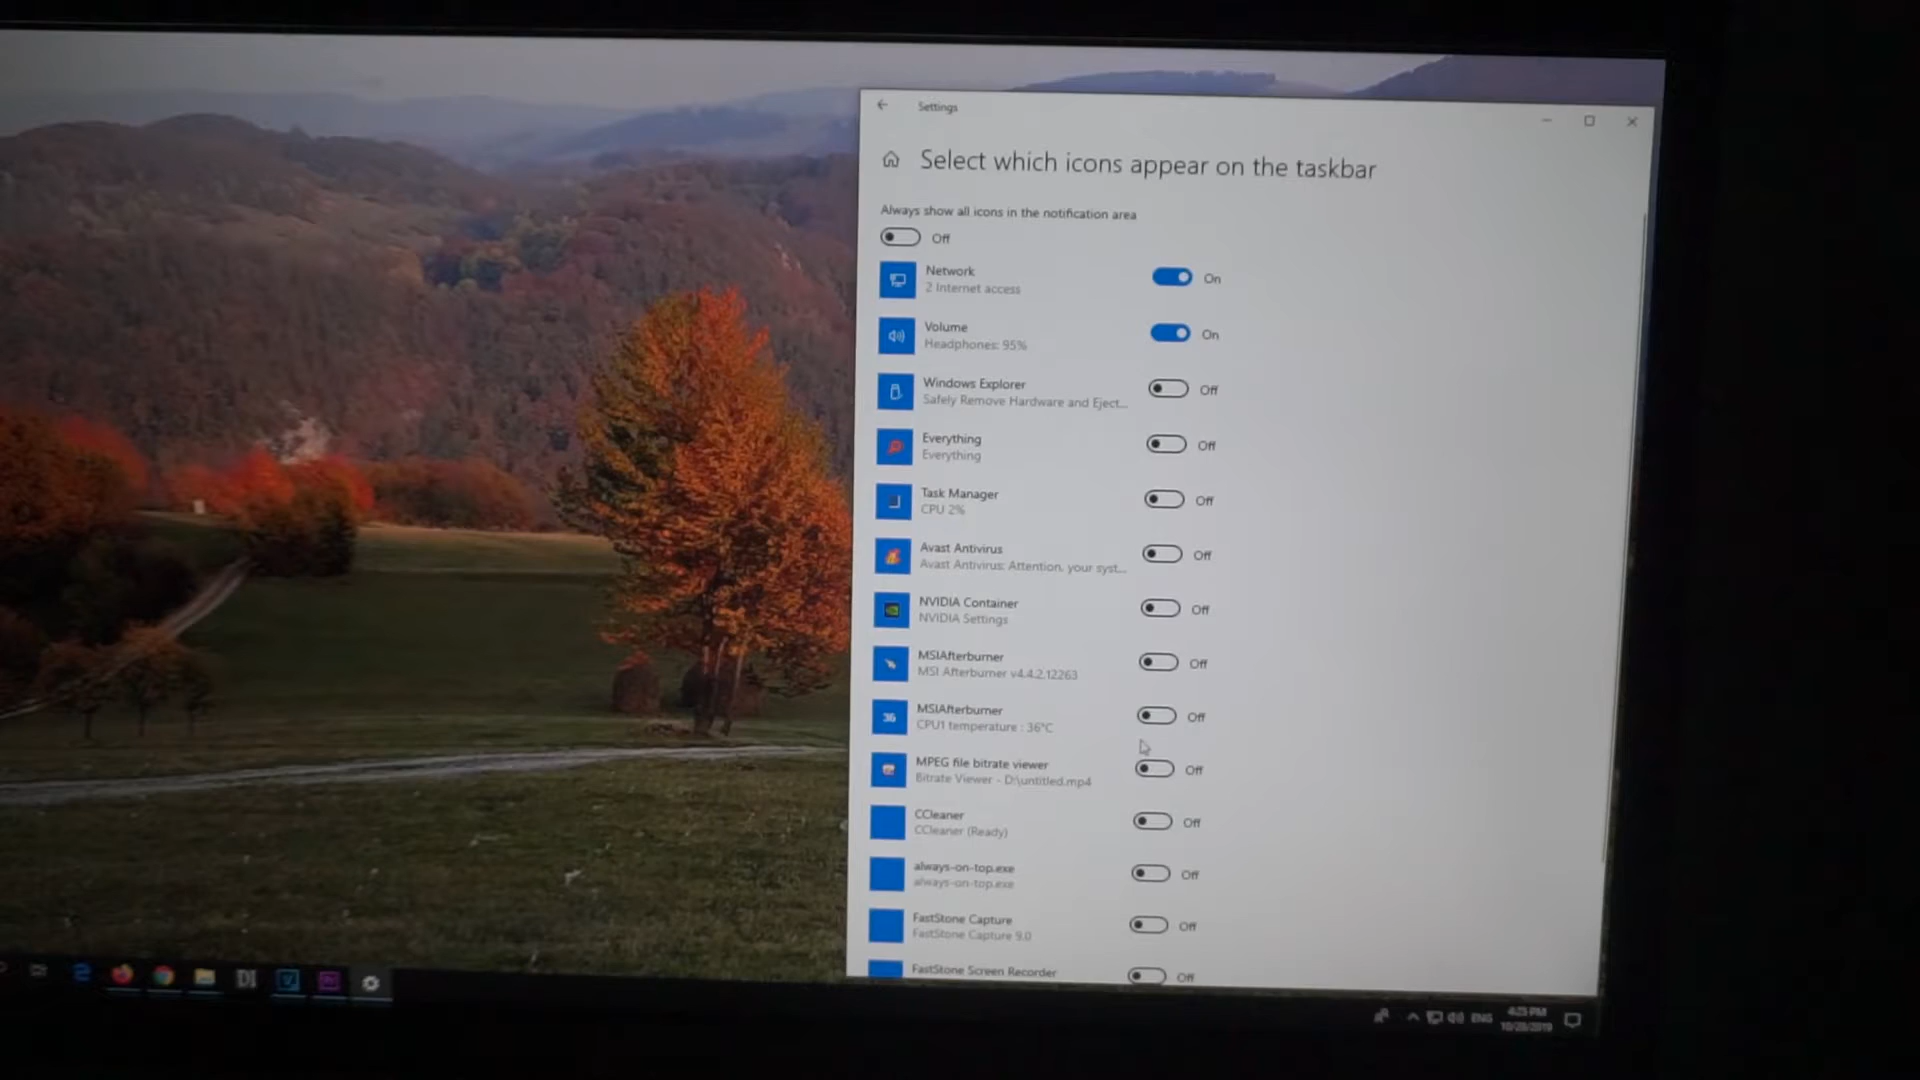 Settings
Select which icons appear on the taskbar
Always show all icons in the notification area
Off
Network
2 Internet access
On
Volume
Headphones: 95%
On
Windows Explorer
Safely Remove Hardware and Eject...
Off
Everything
Everything
Off
Task Manager
CPU 2%
Off
Avast Antivirus
Avast Antivirus: Attention, your syst...
Off
NVIDIA Container
NVIDIA Settings
Off
MSIAfterburner
MSI Afterburner v4.4.2.12263
Off
36
MSIAfterburner
CPU1 temperature : 36°C
Off
MPEG file bitrate viewer
Bitrate Viewer - D:\untitled.mp4
Off
CCleaner
CCleaner (Ready)
Off
always-on-top.exe
always-on-top.exe
Off
FastStone Capture
FastStone Capture 9.0
Off
FastStone Screen Recorder
Off
DI
ENG
4:25 PM
10/28/2019